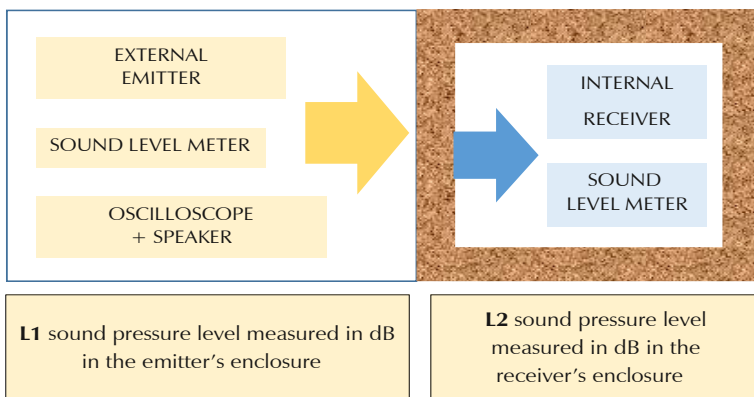 EXTERNAL
EMITTER
SOUND LEVEL METER
OSCILLOSCOPE
+ SPEAKER
INTERNAL
RECEIVER
SOUND
LEVEL METER
L1 sound pressure level measured in dB
in the emitter’s enclosure
L2 sound pressure level
measured in dB in the
receiver’s enclosure